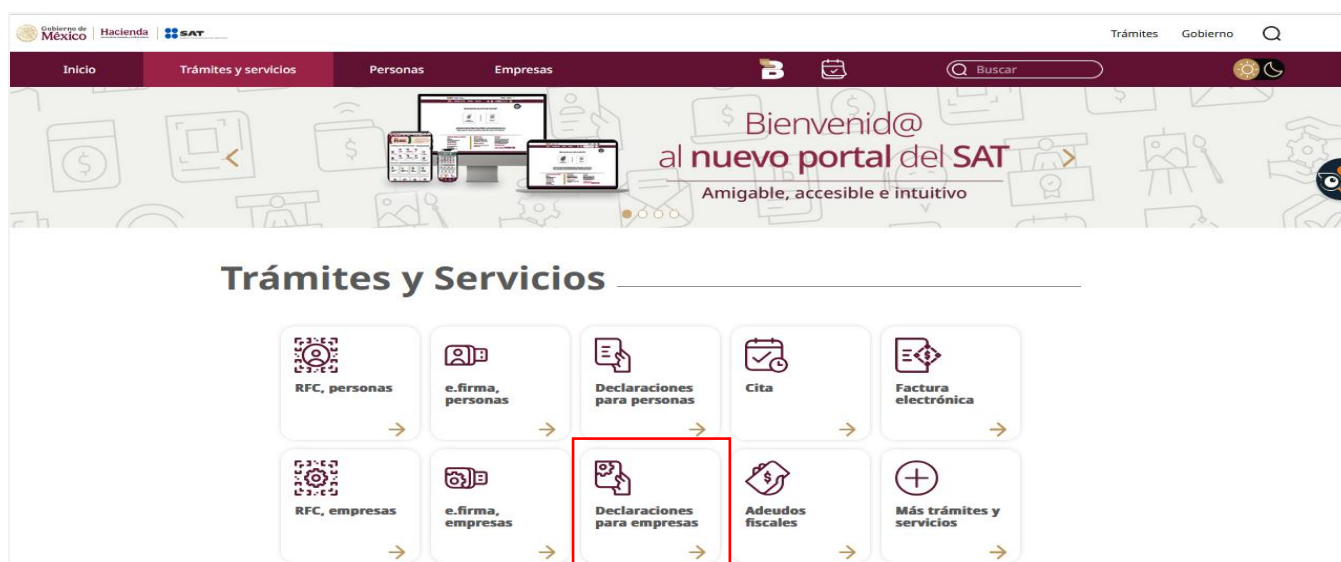 Gobierno de
México
Hacienda
SAT
Trámites
Gobierno
Inicio
Trámites y servicios
Personas
Empresas
B
Buscar
Bienvenid@
al nuevo portal del SAT
Amigable, accesible e intuitivo
Trámites y Servicios
RFC, personas
e.firma,
personas
Declaraciones
para personas
Cita
Factura
electrónica
RFC, empresas
e.firma,
empresas
Declaraciones
para empresas
Adeudos
fiscales
Más trámites y
servicios